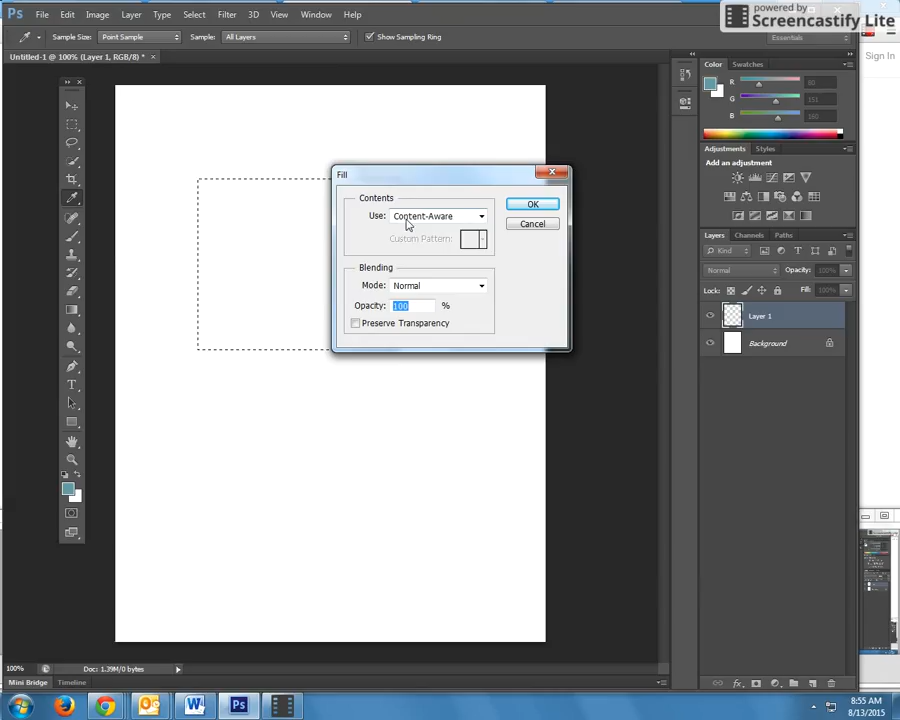 powered by
Screencastify Lite
Ps File Edit Image Layer Type Select Filter 3D View Window Help
Sample Size: Point Sample Sample: All Layers Show Sampling Ring Essentials
Untitled-1 @ 100% (Layer 1, RGB/8) * ×
Sign In
Color Swatches
R 80
G 151
B 160
Adjustments Styles
Add an adjustment
Layers Channels Paths
Kind
Normal Opacity: 100%
Lock: Fill: 100%
Layer 1
Background
Fill
Contents
Use: Content-Aware
OK
Custom Pattern:
Cancel
Blending
Mode: Normal
Opacity: 100 %
Preserve Transparency
100% Doc: 1.39M/0 bytes
Mini Bridge Timeline
8:55 AM
8/13/2015